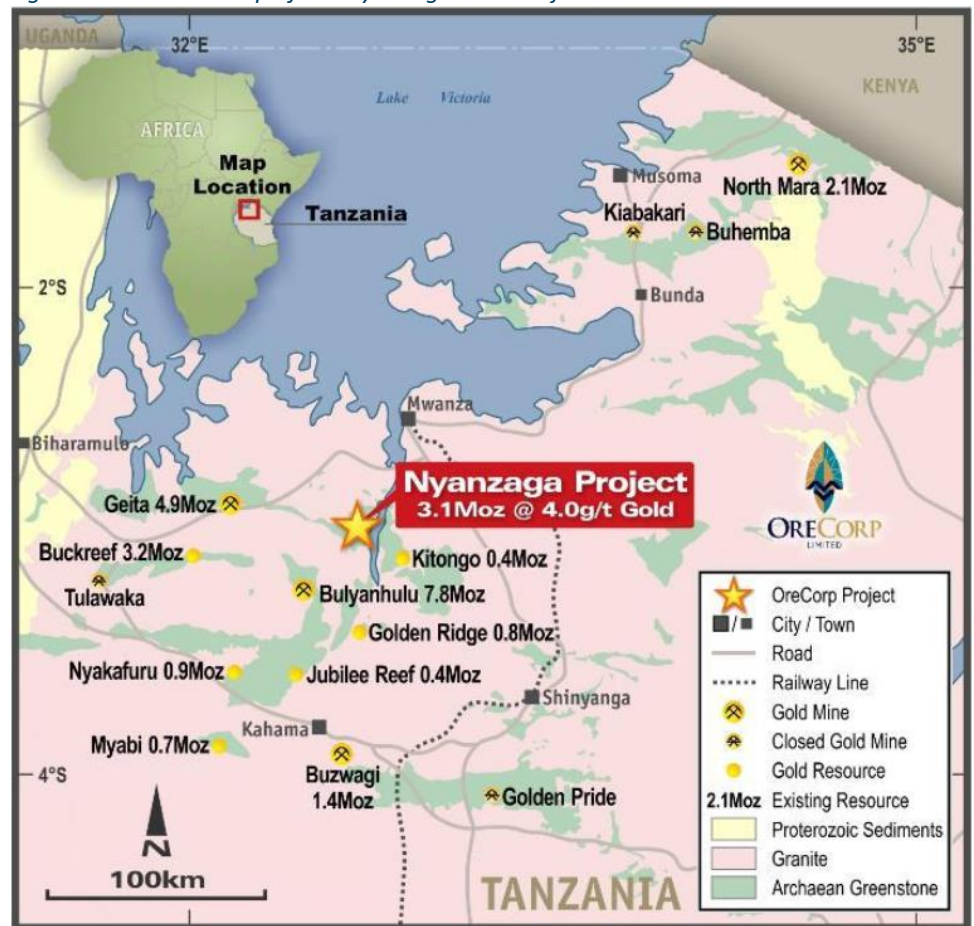 UGANDA
32°E
35°E
KENYA
Lake Victoria
AFRICA
Map
Location
Tanzania
Musoma
North Mara 2.1Moz
Kiabakari
Buhemba
2°S
Bunda
Mwanza
Biharamulo
Nyanzaga Project
3.1Moz @ 4.0g/t Gold
Geita 4.9Moz
ORECORP
LIMITED
Buckreef 3.2Moz
Kitongo 0.4Moz
Tulawaka
Bulyanhulu 7.8Moz
Golden Ridge 0.8Moz
Nyakafuru 0.9Moz
Jubilee Reef 0.4Moz
Shinyanga
Kahama
Myabi 0.7Moz
4°S
Buzwagi
1.4Moz
Golden Pride
N
100km
TANZANIA
OreCorp Project
/ City / Town
Road
Railway Line
Gold Mine
Closed Gold Mine
Gold Resource
2.1Moz Existing Resource
Proterozoic Sediments
Granite
Archaean Greenstone